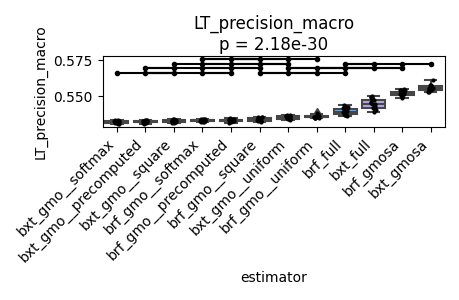 LT_precision_macro
p = 2.18e-30
LT_precision_macro
0.575
0.550
bxt_gmo__softmax
bxt_gmo__precomputed
bxt_gmo__square
brf_gmo__softmax
brf_gmo__precomputed
brf_gmo__square
bxt_gmo__uniform
brf_gmo__uniform
brf_full
bxt_full
brf_gmosa
bxt_gmosa
estimator